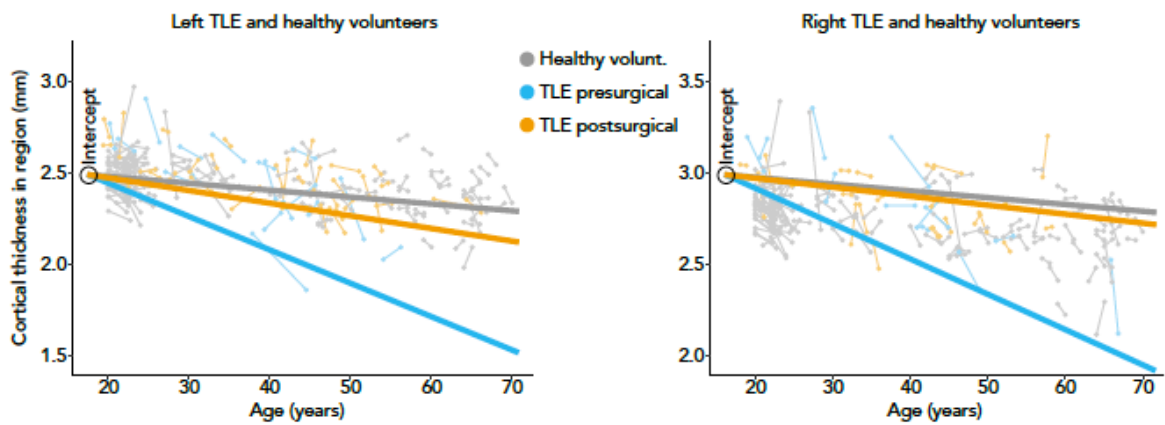 Left TLE and healthy volunteers
Cortical thickness in region (mm)
3.0
2.5
2.0
1.5
Intercept
20 30 40 50 60 70
Age (years)
Healthy volunt.
TLE presurgical
TLE postsurgical
Right TLE and healthy volunteers
3.5
3.0
2.5
2.0
Intercept
20 30 40 50 60 70
Age (years)